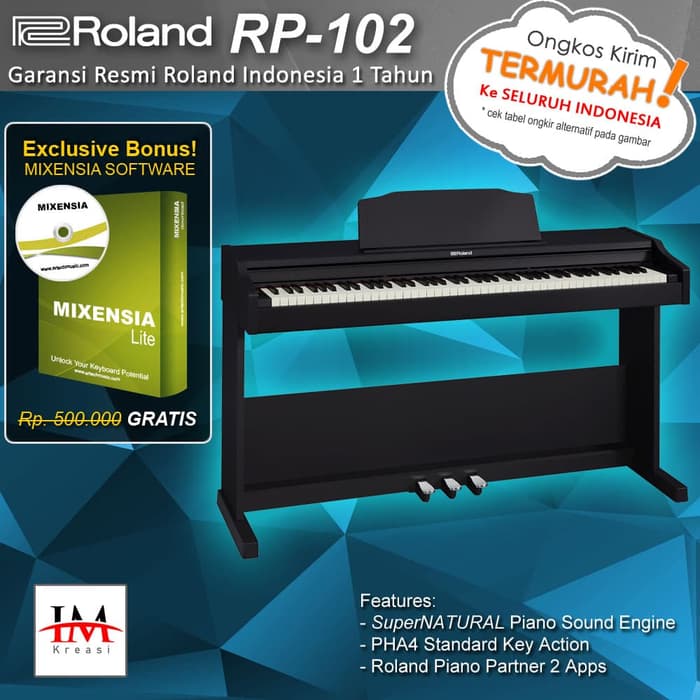 Roland RP-102
Garansi Resmi Roland Indonesia 1 Tahun
Ongkos Kirim
TERMURAH!
Ke SELURUH INDONESIA
* cek tabel ongkir alternatif pada gambar
Exclusive Bonus!
MIXENSIA SOFTWARE
MIXENSIA
MIXENSIA
MIXENSIA
Lite
Unlock Your Keyboard Potential
Rp. 500.000 GRATIS
Roland
IM
Kreasi
Features:
- SuperNATURAL Piano Sound Engine
- PHA4 Standard Key Action
- Roland Piano Partner 2 Apps